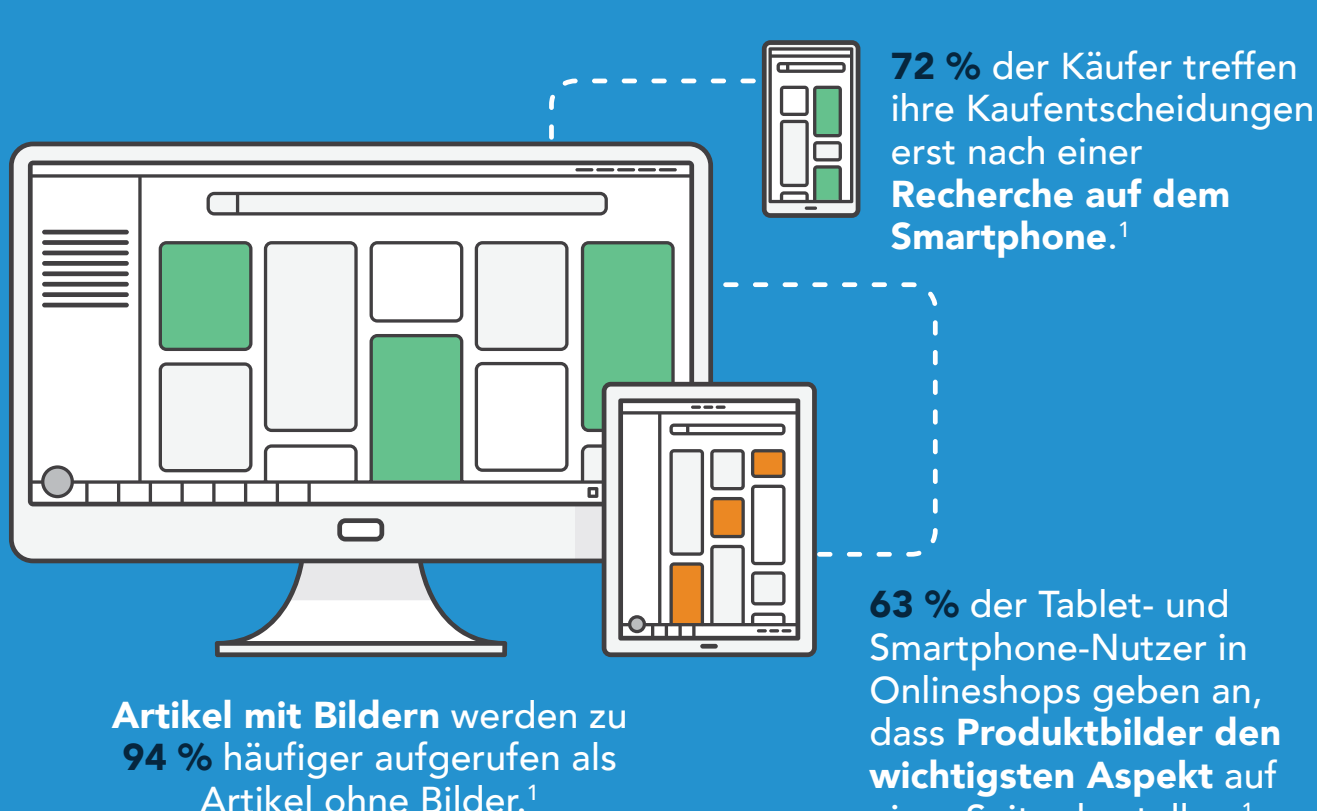 72 % der Käufer treffen
ihre Kaufentscheidungen
erst nach einer
Recherche auf dem
Smartphone.¹
Artikel mit Bildern werden zu
94 % häufiger aufgerufen als
Artikel ohne Bilder.¹
63 % der Tablet- und
Smartphone-Nutzer in
Onlineshops geben an,
dass Produktbilder den
wichtigsten Aspekt auf